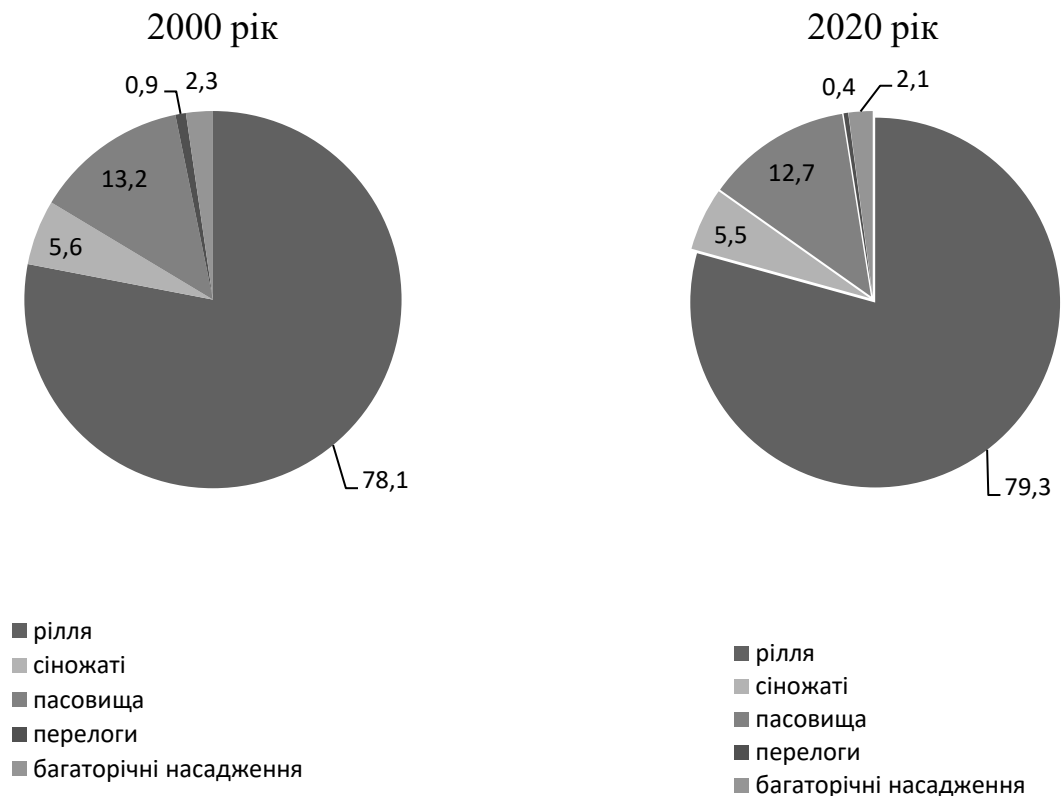 2000 рік
0,9
2,3
13,2
5,6
78,1
рілля
сіножаті
пасовища
перелоги
багаторічні насадження
2020 рік
0,4
2,1
12,7
5,5
79,3
рілля
сіножаті
пасовища
перелоги
багаторічні насадження